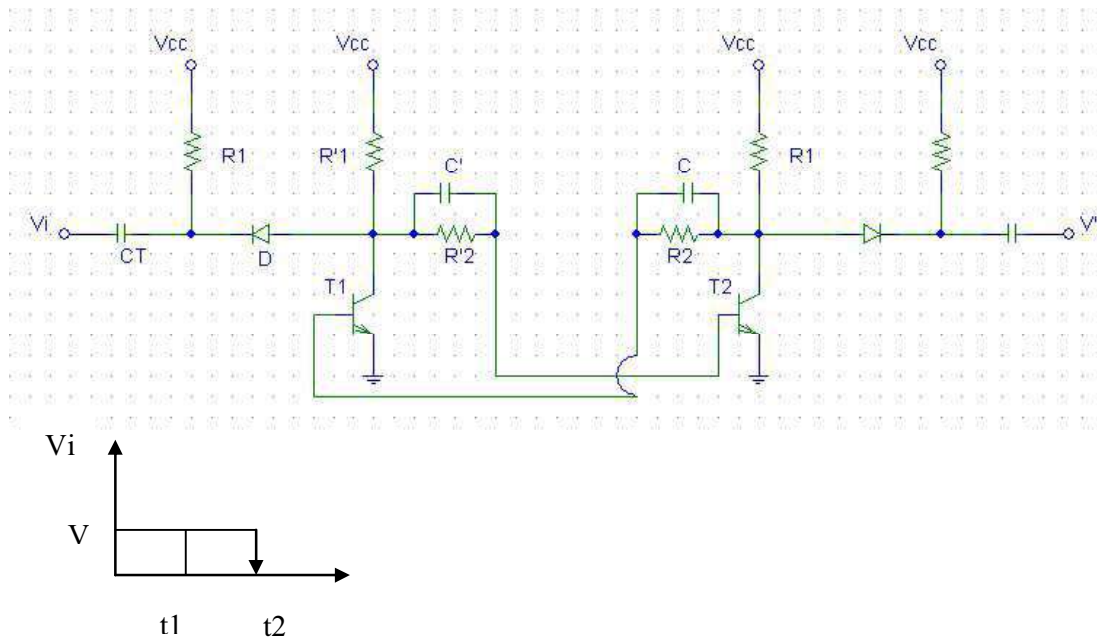 Vcc Vcc Vcc Vcc
R1 R'1 C' C R1
Vi CT D R'2 R2 V'
T1 T2
Vi
V
t1 t2